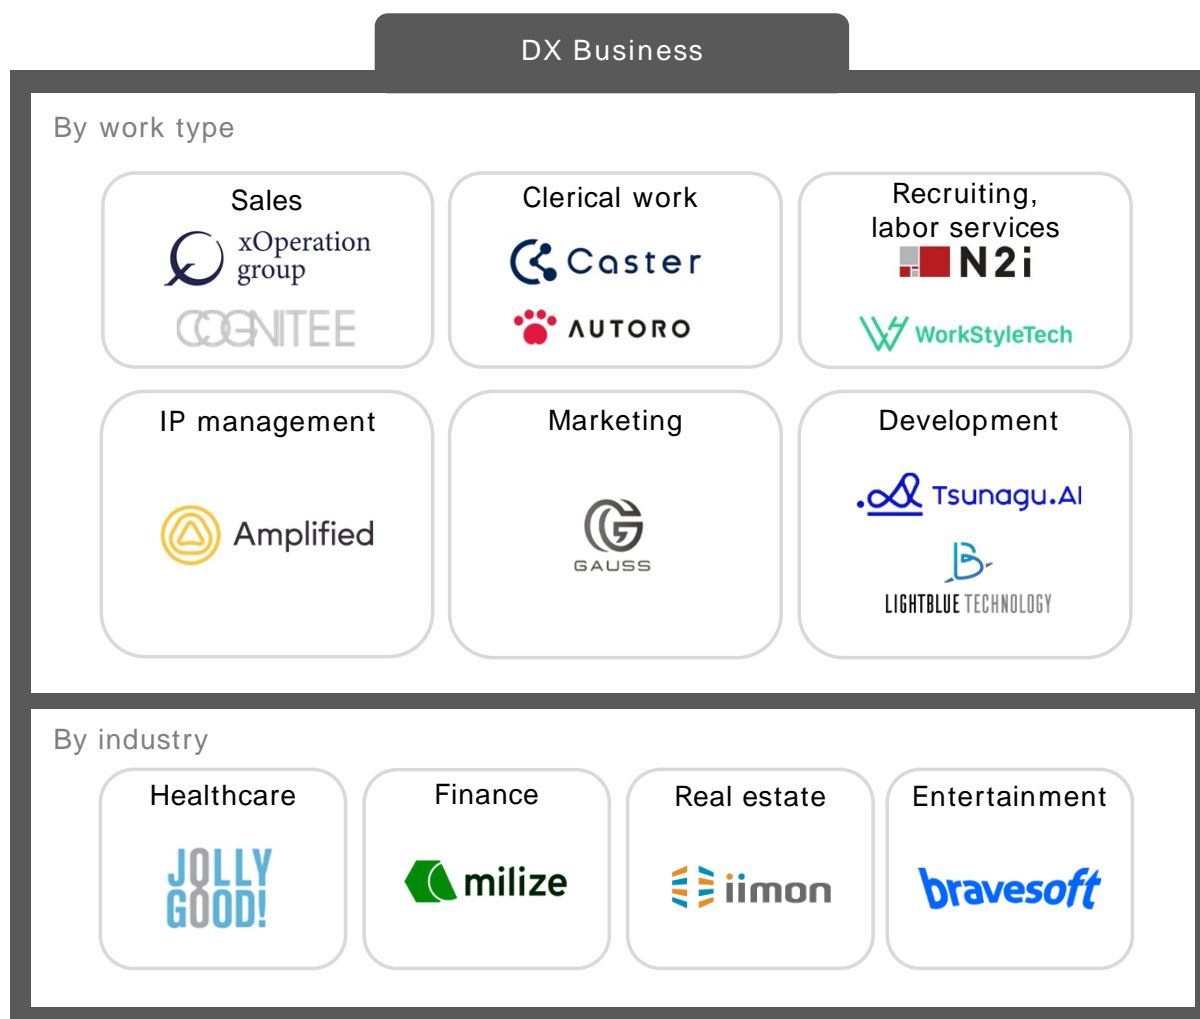 DX Business
By work type
Sales
xOperation
group
COGNITEE
Clerical work
Caster
AUTORO
Recruiting,
labor services
N2i
WorkStyleTech
IP management
Amplified
Marketing
GAUSS
Development
Tsunagu.AI
LIGHTBLUE TECHNOLOGY
By industry
Healthcare
JOLLY
GOOD!
Finance
milize
Real estate
iimon
Entertainment
bravesoft